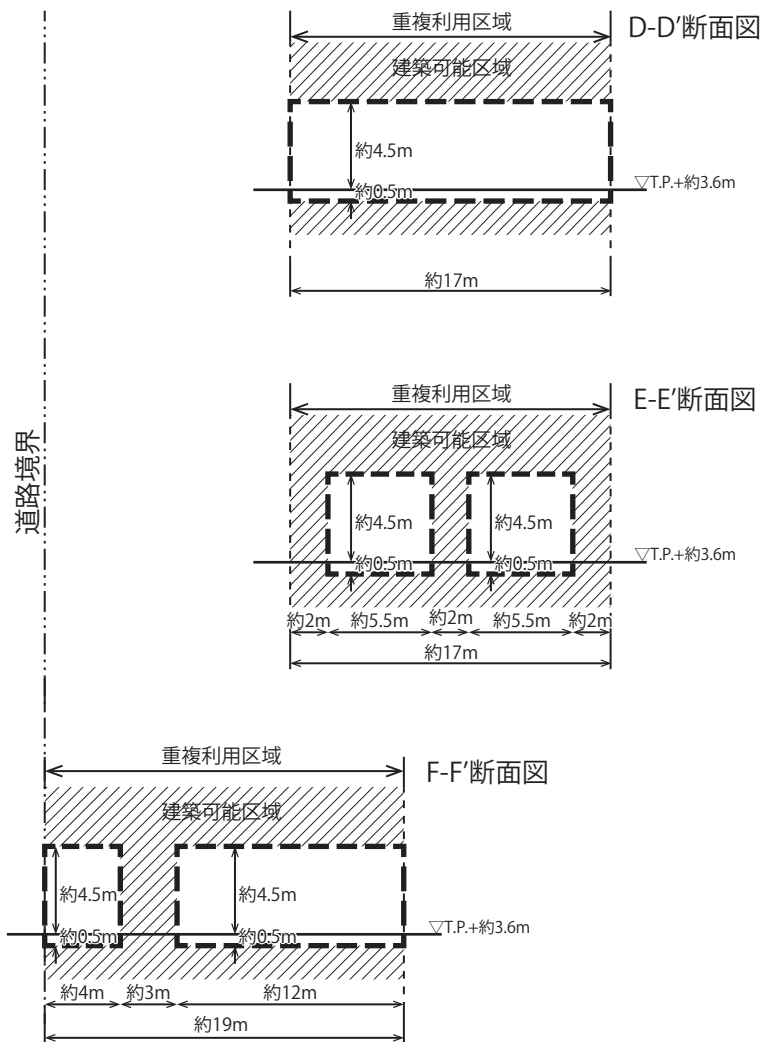 重複利用区域
D-D’断面図
建築可能区域
約4.5m
約0.5m
▽T.P.+約3.6m
約17m
重複利用区域
E-E’断面図
建築可能区域
道路境界
約4.5m
約4.5m
約0.5m
約0.5m
▽T.P.+約3.6m
約2m
約5.5m
約2m
約5.5m
約2m
約17m
重複利用区域
F-F’断面図
建築可能区域
約4.5m
約4.5m
約0.5m
約0.5m
▽T.P.+約3.6m
約4m
約3m
約12m
約19m